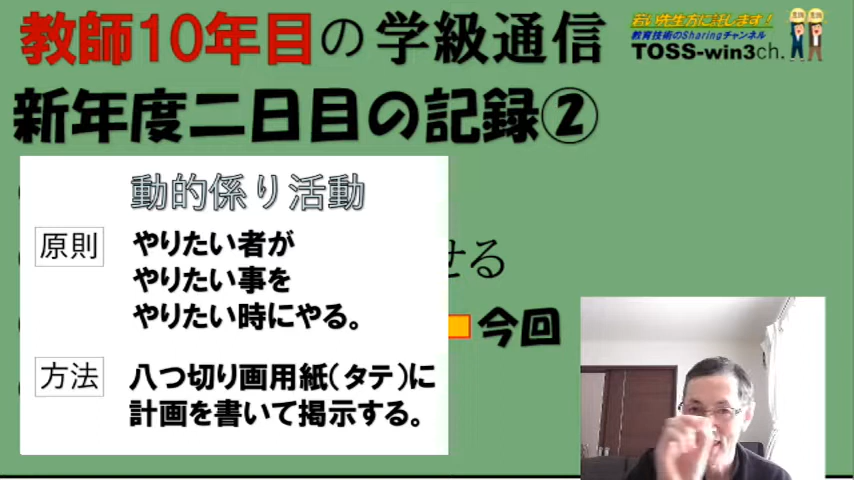 教師10年目の学級通信
若い先生方に託します！
教育技術のSharingチャンネル
TOSS-win3ch.
新年度二日目の記録②
動的係り活動
原則
やりたい者が
やりたい事を
やりたい時にやる。
せる
今回
方法
八つ切り画用紙（タテ）に
計画を書いて掲示する。